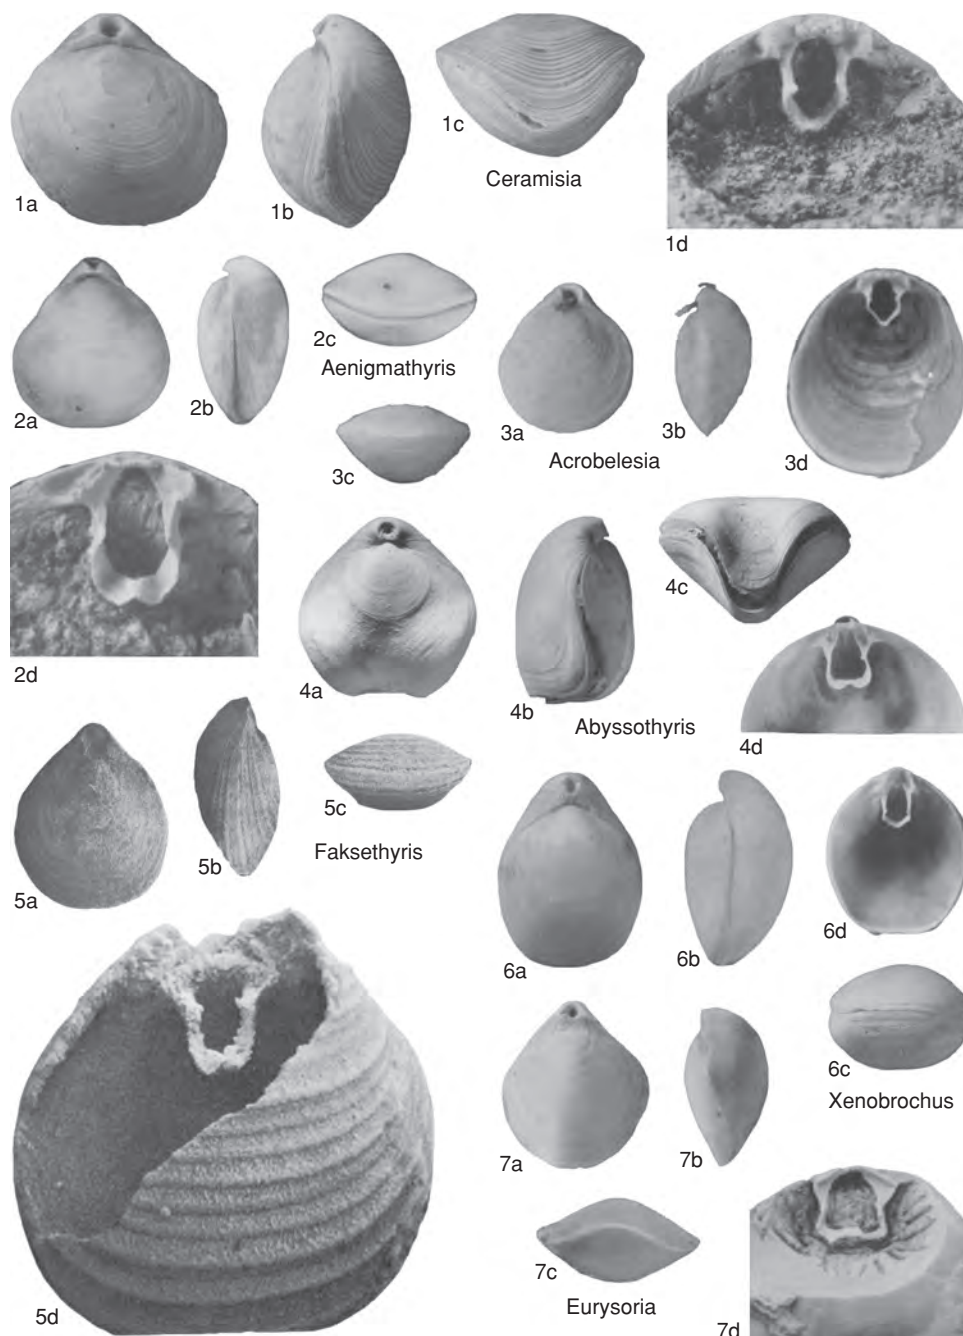 1a
1b
1c
Ceramisia
1d
2a
2b
2c
Aenigmathyris
3a
3b
3c
Acrobelesia
3d
2d
4a
4b
4c
Abyssothyris
4d
5a
5b
5c
Faksethyris
6a
6b
6d
6c
Xenobrochus
5d
7a
7b
7c
Eurysoria
7d